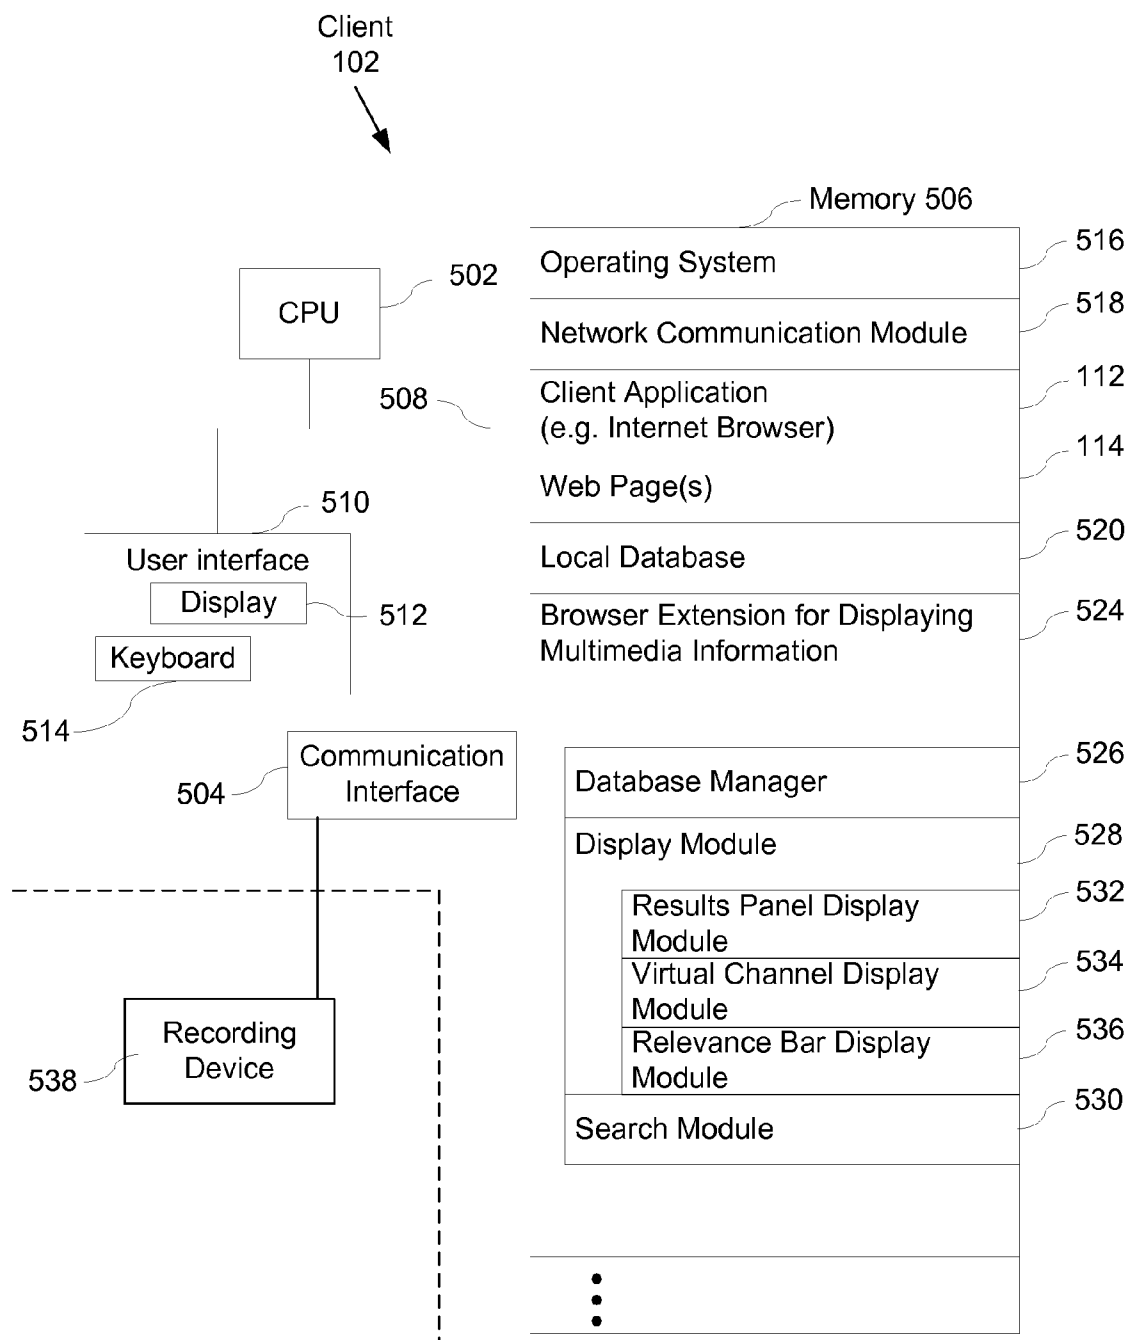 Client
102
Memory 506
Operating System
516
CPU
502
Network Communication Module
518
Client Application
(e.g. Internet Browser)
112
508
Web Page(s)
114
510
User interface
Display
512
Keyboard
514
Local Database
520
Browser Extension for Displaying
Multimedia Information
524
Communication
Interface
504
Database Manager
526
Display Module
528
Results Panel Display
Module
532
Virtual Channel Display
Module
534
Relevance Bar Display
Module
536
Recording
Device
538
Search Module
530